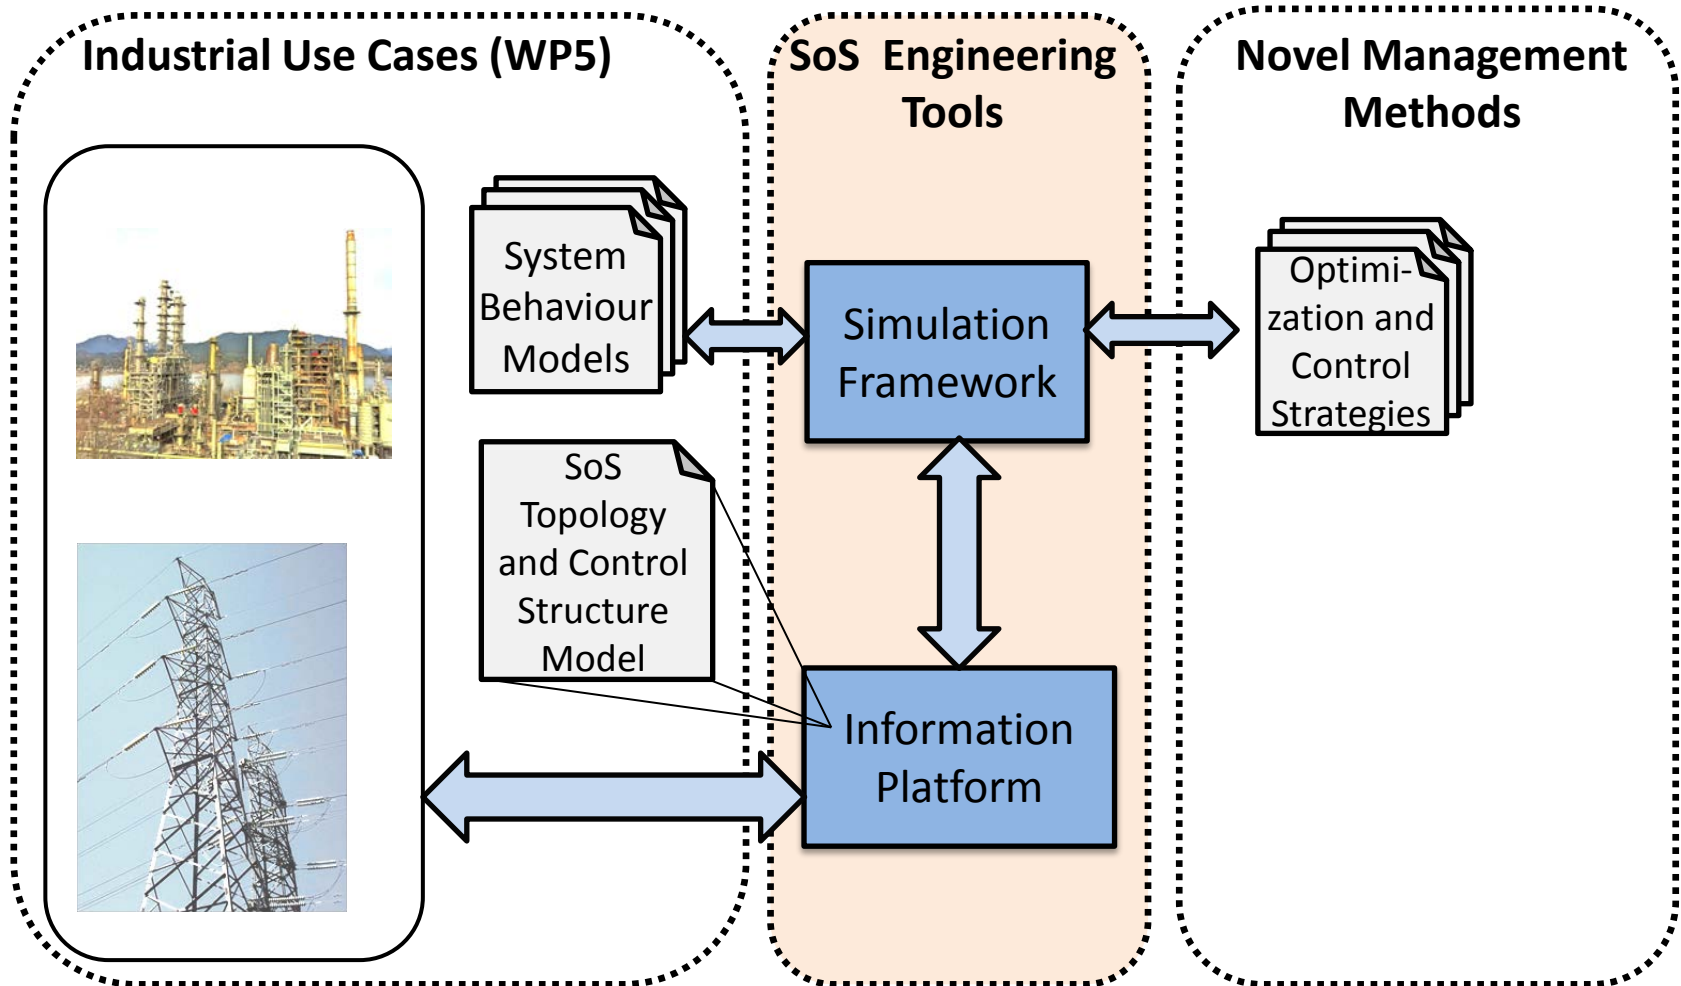 Industrial Use Cases (WP5)
SoS Engineering
Tools
Novel Management
Methods
System
Behaviour
Models
Simulation
Framework
Optimi-
zation and
Control
Strategies
SoS
Topology
and Control
Structure
Model
Information
Platform